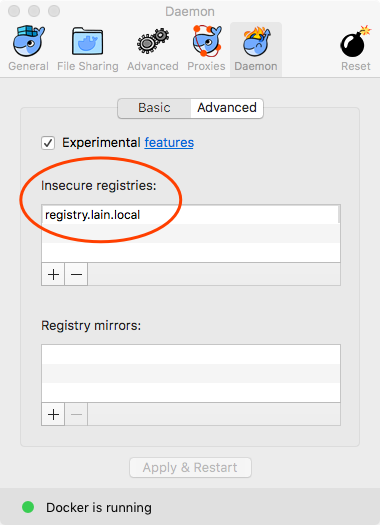 Daemon
General File Sharing Advanced Proxies Daemon Reset
Basic Advanced
Experimental features
Insecure registries:
registry.lain.local
+ −
Registry mirrors:
+ −
Apply & Restart
Docker is running